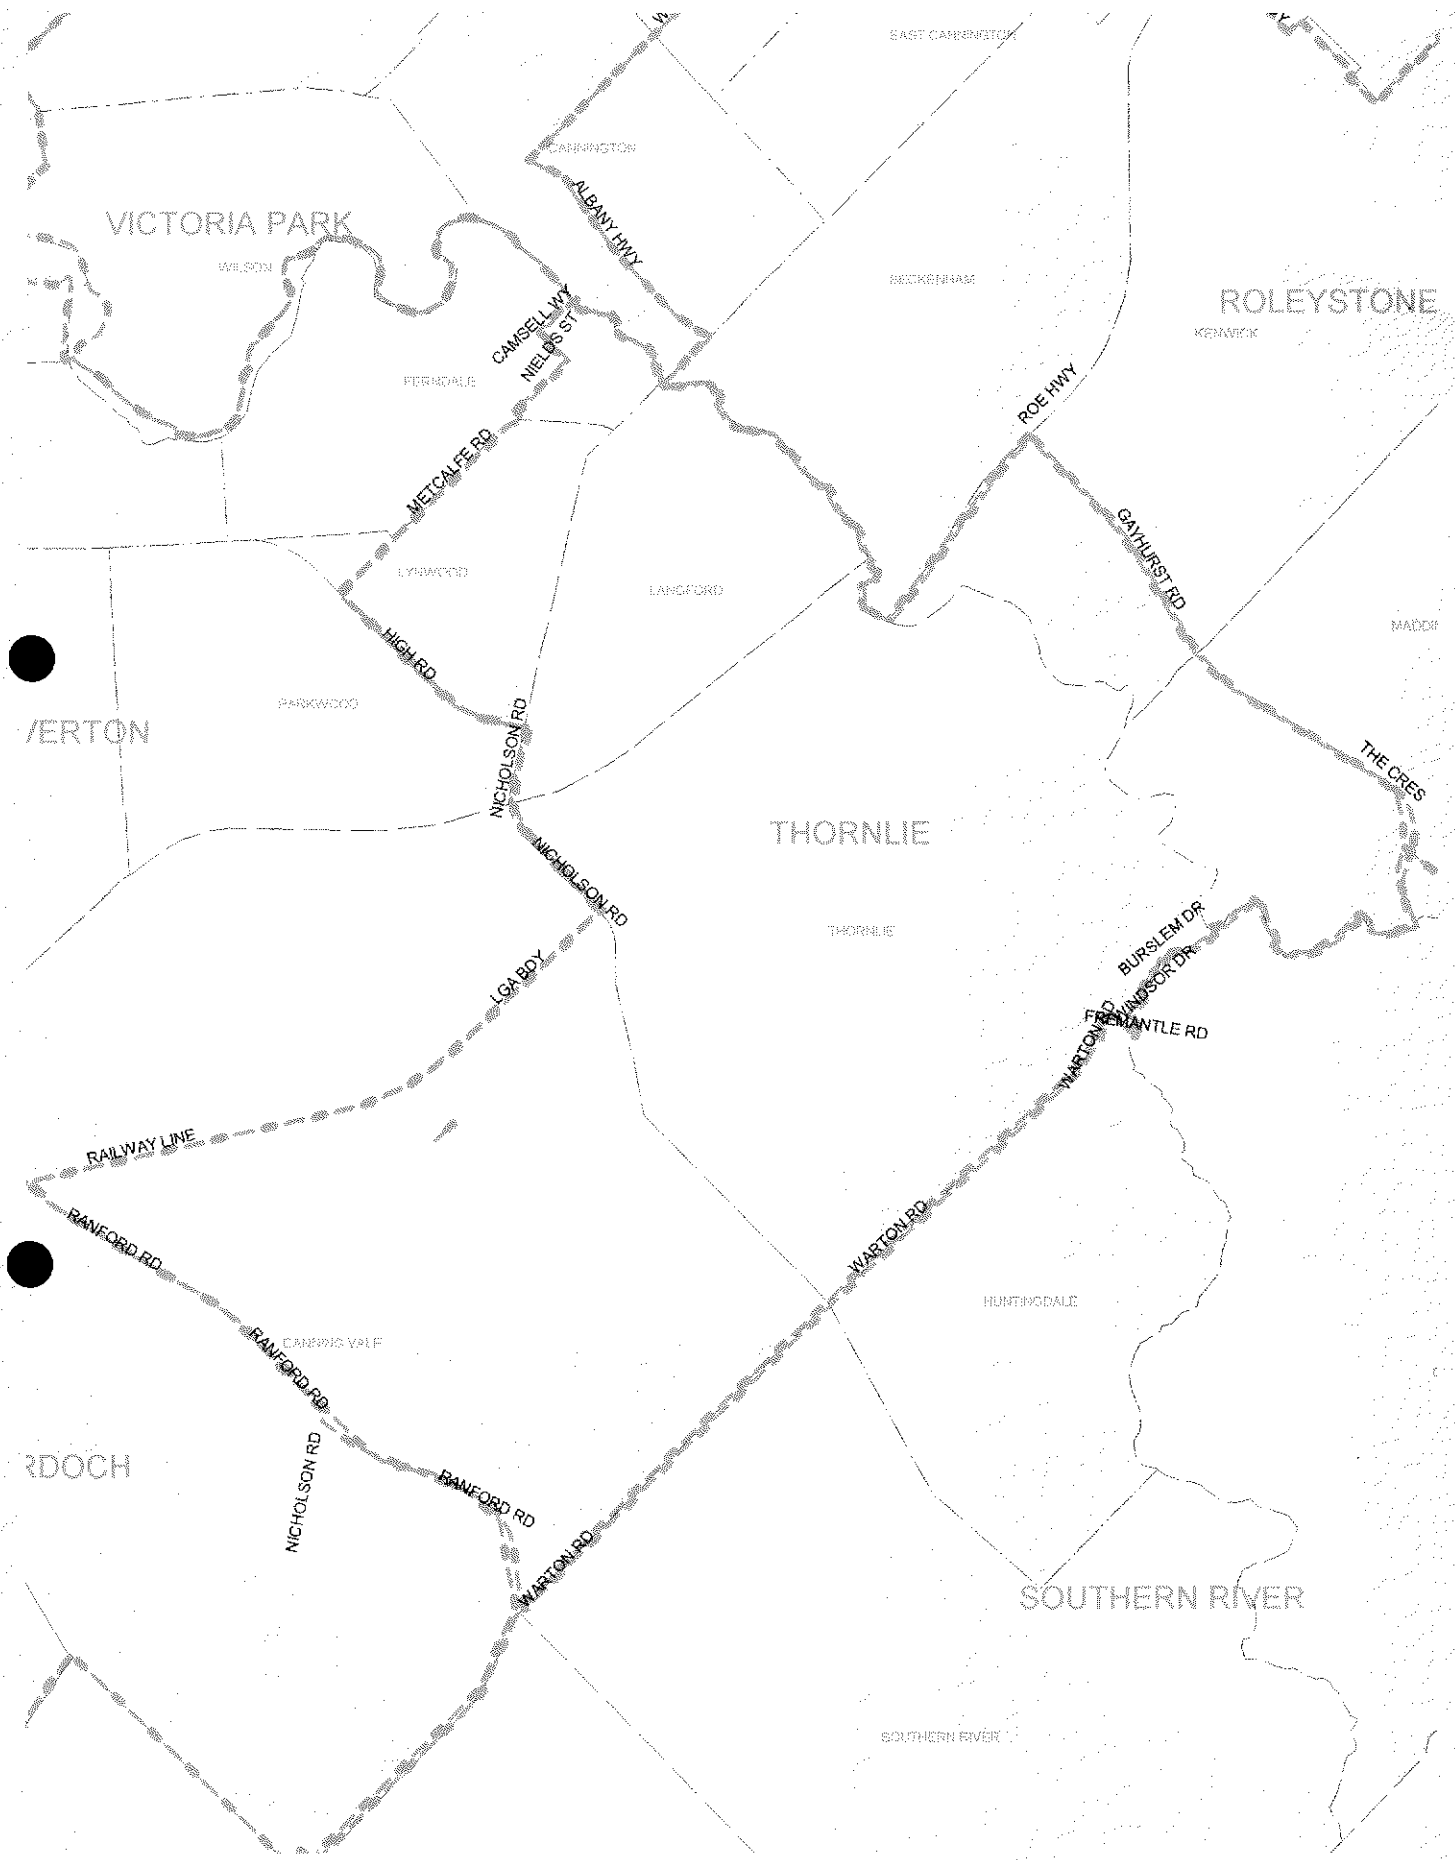 EAST CANNINGTON
CANNINGTON
ALBANY HWY
VICTORIA PARK
WILSON
BECKENHAM
ROLEYSTONE
KENWICK
CAMSELL WY
NIELDS ST
FERNDALE
ROE HWY
METCALFE RD
GAYHURST RD
LYNWOOD
LANGFORD
MADDI
HIGH RD
PARKWOOD
NICHOLSON RD
VERTON
THE CRES
THORNLIE
NICHOLSON RD
THORNLIE
BURSLEM DR
LGA BDY
WINDSOR DR
FREMANTLE RD
WARTON RD
RAILWAY LINE
RANFORD RD
WARTON RD
HUNTINGDALE
CANNING VALE
RANFORD RD
RDOCH
NICHOLSON RD
RANFORD RD
WARTON RD
SOUTHERN RIVER
SOUTHERN RIVER